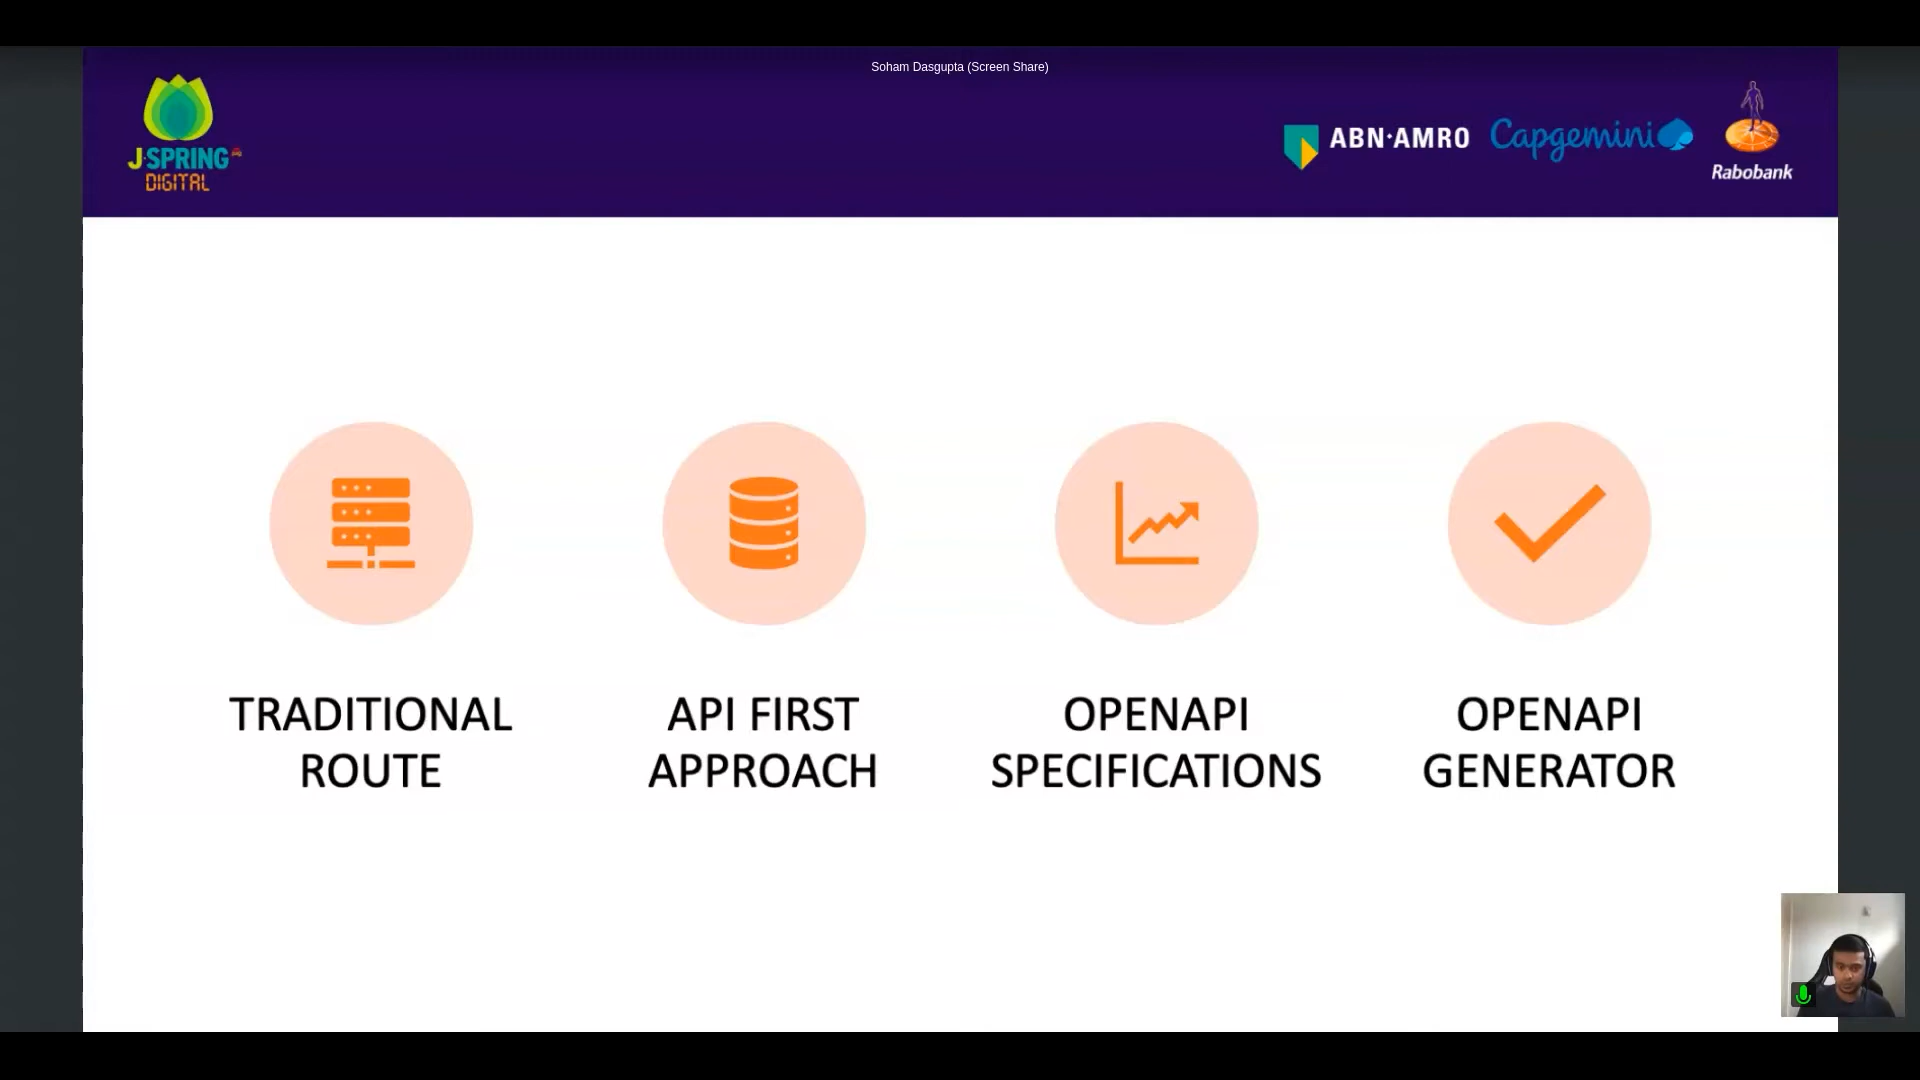 Soham Dasgupta (Screen Share)
J-SPRING
DIGITAL
ABN·AMRO
Capgemini
Rabobank
TRADITIONAL
ROUTE
API FIRST
APPROACH
OPENAPI
SPECIFICATIONS
OPENAPI
GENERATOR